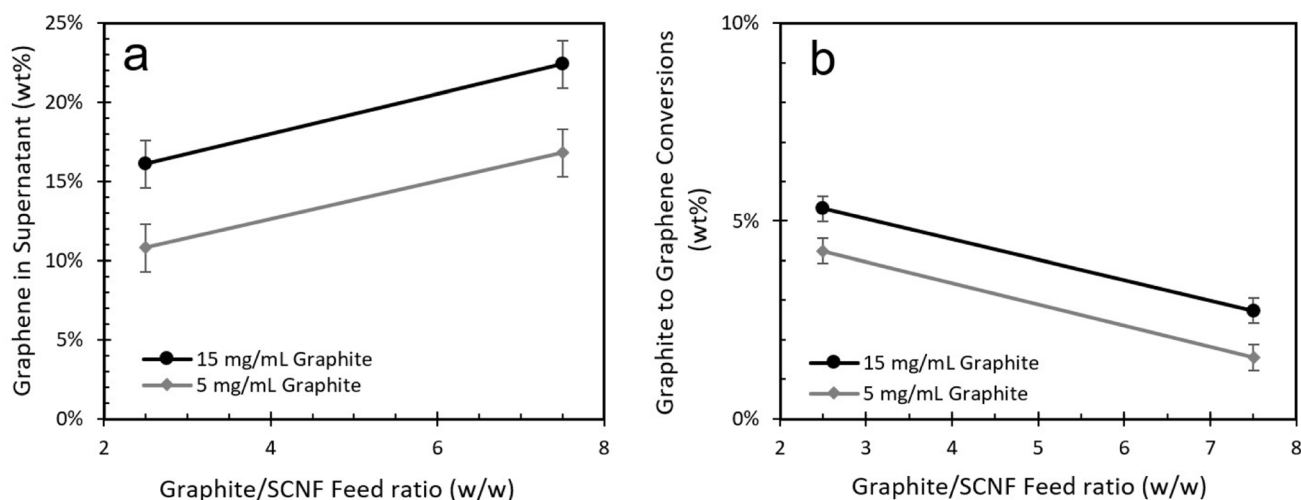 a
Graphene in Supernatant (wt%)
25%
20%
15%
10%
5%
0%
15 mg/mL Graphite
5 mg/mL Graphite
2 4 6 8
Graphite/SCNF Feed ratio (w/w)
b
Graphite to Graphene Conversions
(wt%)
10%
5%
0%
15 mg/mL Graphite
5 mg/mL Graphite
2 3 4 5 6 7 8
Graphite/SCNF Feed ratio (w/w)